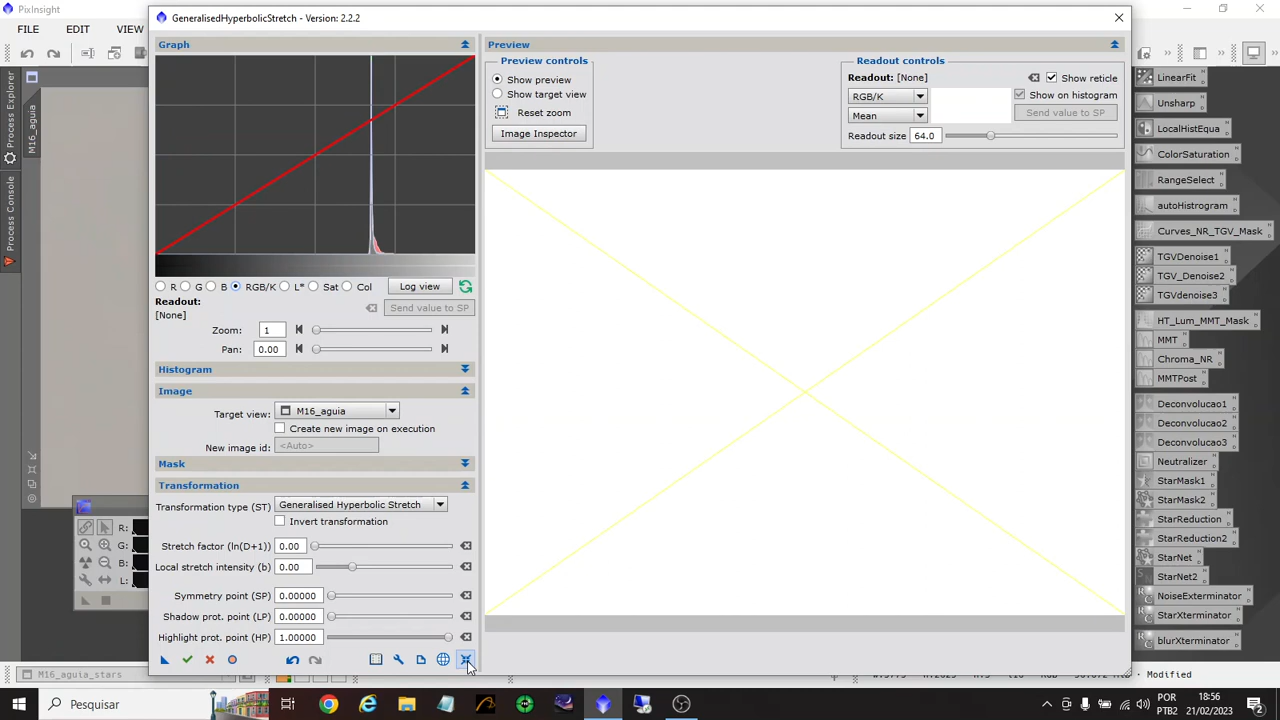 PixInsight
GeneralisedHyperbolicStretch - Version: 2.2.2
FILE EDIT VIEW
Graph
Preview
Preview controls
Show preview
Show target view
Reset zoom
Image Inspector
Readout controls
Readout: [None]
Show reticle
RGB/K
Show on histogram
Mean
Send value to SP
Readout size 64.0
Process Explorer
Process Console
M16_aguia
R G B RGB/K L* Sat Col Log view
Readout:
[None]
Send value to SP
Zoom: 1
Pan: 0.00
Histogram
Image
Target view: M16_aguia
Create new image on execution
New image id: <Auto>
Mask
Transformation
Transformation type (ST) Generalised Hyperbolic Stretch
Invert transformation
Stretch factor (ln(D+1)) 0.00
Local stretch intensity (b) 0.00
Symmetry point (SP) 0.00000
Shadow prot. point (LP) 0.00000
Highlight prot. point (HP) 1.00000
R:
G:
B:
L:
LinearFit
Unsharp
LocalHistEqua
ColorSaturation
RangeSelect
autoHistrogram
Curves_NR_TGV_Mask
TGVDenoise1
TGV_Denoise2
TGVdenoise3
HT_Lum_MMT_Mask
MMT
Chroma_NR
MMTPost
Deconvolucao1
Deconvolucao2
Deconvolucao3
Neutralizer
StarMask1
StarMask2
StarReduction
StarReduction2
StarNet
StarNet2
NoiseExterminator
StarXterminator
blurXterminator
M16_aguia_stars
Modified
Pesquisar
POR
PTB2
18:56
21/02/2023
2